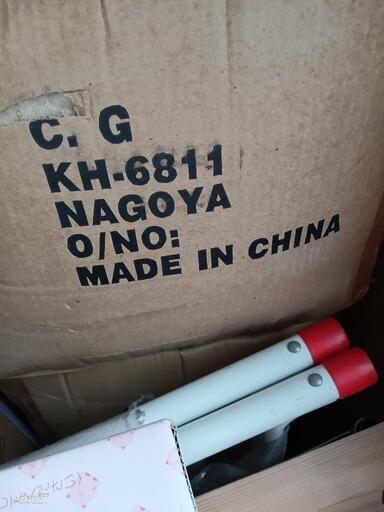 C. G
KH-6811
NAGOYA
O/NO:
MADE IN CHINA